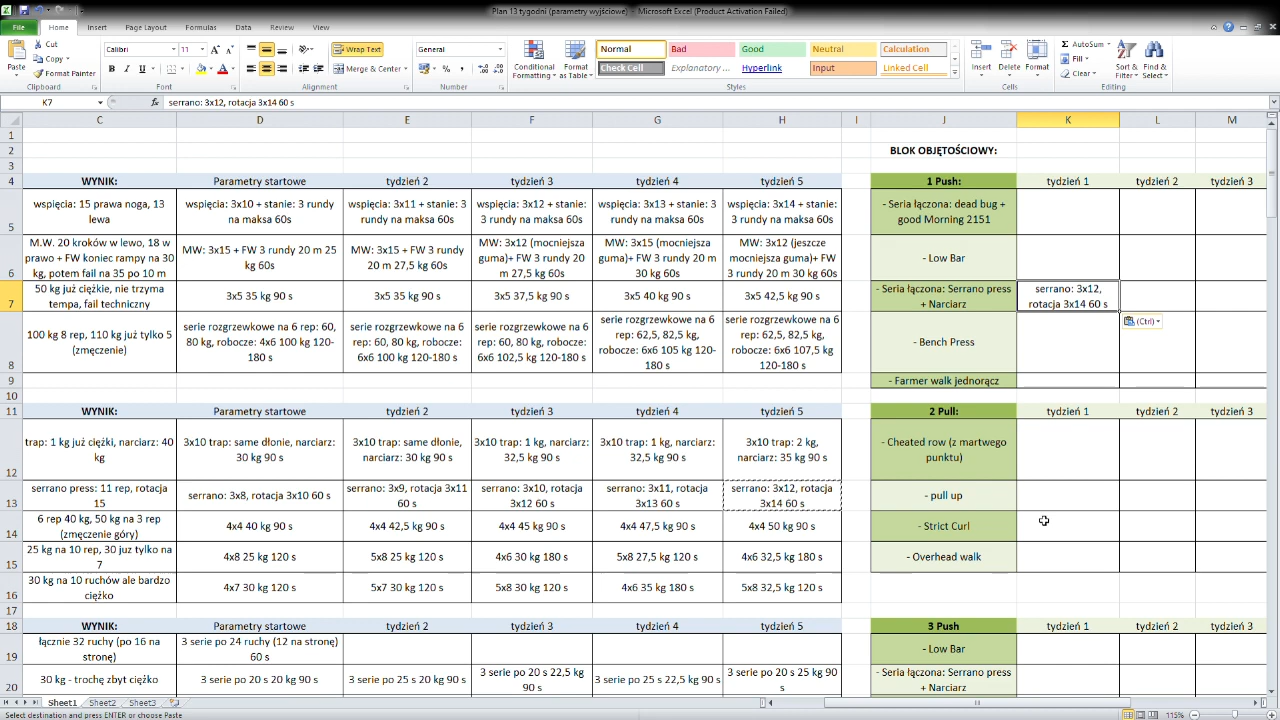 Plan 13 tygodni (parametry wyjściowe) - Microsoft Excel (Product Activation Failed)
File Home Insert Page Layout Formulas Data Review View
Paste Cut Copy Format Painter Clipboard
Calibri 11 B I U Font
Wrap Text Merge & Center Alignment
General Number
Conditional Formatting Format as Table
Normal Bad Good Neutral Calculation
Check Cell Explanatory ... Hyperlink Input Linked Cell
Styles
Insert Delete Format Cells
AutoSum Fill Clear Sort & Filter Find & Select Editing
K7 fx serrano: 3x12, rotacja 3x14 60 s
C D E F G H I J K L M
1
2 BLOK OBJĘTOŚCIOWY:
3
4 WYNIK: Parametry startowe tydzień 2 tydzień 3 tydzień 4 tydzień 5 1 Push: tydzień 1 tydzień 2 tydzień 3
5 wspięcia: 15 prawa noga, 13 lewa wspięcia: 3x10 + stanie: 3 rundy na maksa 60s wspięcia: 3x11 + stanie: 3 rundy na maksa 60s wspięcia: 3x12 + stanie: 3 rundy na maksa 60s wspięcia: 3x13 + stanie: 3 rundy na maksa 60s wspięcia: 3x14 + stanie: 3 rundy na maksa 60s - Seria łączona: dead bug + good Morning 2151
6 M.W. 20 kroków w lewo, 18 w prawo + FW koniec rampy na 30 kg, potem fail na 35 po 10 m MW: 3x15 + FW 3 rundy 20 m 25 kg 60s MW: 3x15 + FW 3 rundy 20 m 27,5 kg 60s MW: 3x12 (mocniejsza guma)+ FW 3 rundy 20 m 27,5 kg 60s MW: 3x15 (mocniejsza guma)+ FW 3 rundy 20 m 30 kg 60s MW: 3x12 (jeszcze mocniejsza guma)+ FW 3 rundy 20 m 30 kg 60s - Low Bar
7 50 kg już ciężkie, nie trzyma tempa, fail techniczny 3x5 35 kg 90 s 3x5 35 kg 90 s 3x5 37,5 kg 90 s 3x5 40 kg 90 s 3x5 42,5 kg 90 s - Seria łączona: Serrano press + Narciarz serrano: 3x12, rotacja 3x14 60 s
(Ctrl)
8 100 kg 8 rep, 110 kg już tylko 5 (zmęczenie) serie rozgrzewkowe na 6 rep: 60, 80 kg, robocze: 4x6 100 kg 120-180 s serie rozgrzewkowe na 6 rep: 60, 80 kg, robocze: 6x6 100 kg 120-180 s serie rozgrzewkowe na 6 rep: 60, 80 kg, robocze: 6x6 102,5 kg 120-180 s serie rozgrzewkowe na 6 rep: 62,5, 82,5 kg, robocze: 6x6 105 kg 120-180 s serie rozgrzewkowe na 6 rep: 62,5, 82,5 kg, robocze: 6x6 107,5 kg 120-180 s - Bench Press
9 - Farmer walk jednorącz
10
11 WYNIK: Parametry startowe tydzień 2 tydzień 3 tydzień 4 tydzień 5 2 Pull: tydzień 1 tydzień 2 tydzień 3
12 trap: 1 kg już ciężki, narciarz: 40 kg 3x10 trap: same dłonie, narciarz: 30 kg 90 s 3x10 trap: same dłonie, narciarz: 30 kg 90 s 3x10 trap: 1 kg, narciarz: 32,5 kg 90 s 3x10 trap: 1 kg, narciarz: 32,5 kg 90 s 3x10 trap: 2 kg, narciarz: 35 kg 90 s - Cheated row (z martwego punktu)
13 serrano press: 11 rep, rotacja 15 serrano: 3x8, rotacja 3x10 60 s serrano: 3x9, rotacja 3x11 60 s serrano: 3x10, rotacja 3x12 60 s serrano: 3x11, rotacja 3x13 60 s serrano: 3x12, rotacja 3x14 60 s - pull up
14 6 rep 40 kg, 50 kg na 3 rep (zmęczenie góry) 4x4 40 kg 90 s 4x4 42,5 kg 90 s 4x4 45 kg 90 s 4x4 47,5 kg 90 s 4x4 50 kg 90 s - Strict Curl
15 25 kg na 10 rep, 30 juz tylko na 7 4x8 25 kg 120 s 5x8 25 kg 120 s 4x6 30 kg 180 s 5x8 27,5 kg 120 s 4x6 32,5 kg 180 s - Overhead walk
16 30 kg na 10 ruchów ale bardzo ciężko 4x7 30 kg 120 s 5x7 30 kg 120 s 5x8 30 kg 120 s 4x6 35 kg 180 s 5x8 32,5 kg 120 s
17
18 WYNIK: Parametry startowe tydzień 2 tydzień 3 tydzień 4 tydzień 5 3 Push tydzień 1 tydzień 2 tydzień 3
19 łącznie 32 ruchy (po 16 na stronę) 3 serie po 24 ruchy (12 na stronę) 60 s - Low Bar
20 30 kg - trochę zbyt ciężko 3 serie po 20 s 20 kg 90 s 3 serie po 25 s 20 kg 90 s 3 serie po 20 s 22,5 kg 90 s 3 serie po 25 s 22,5 kg 90 s 3 serie po 20 s 25 kg 90 s - Seria łączona: Serrano press + Narciarz
Sheet1 Sheet2 Sheet3
Select destination and press ENTER or choose Paste 115%